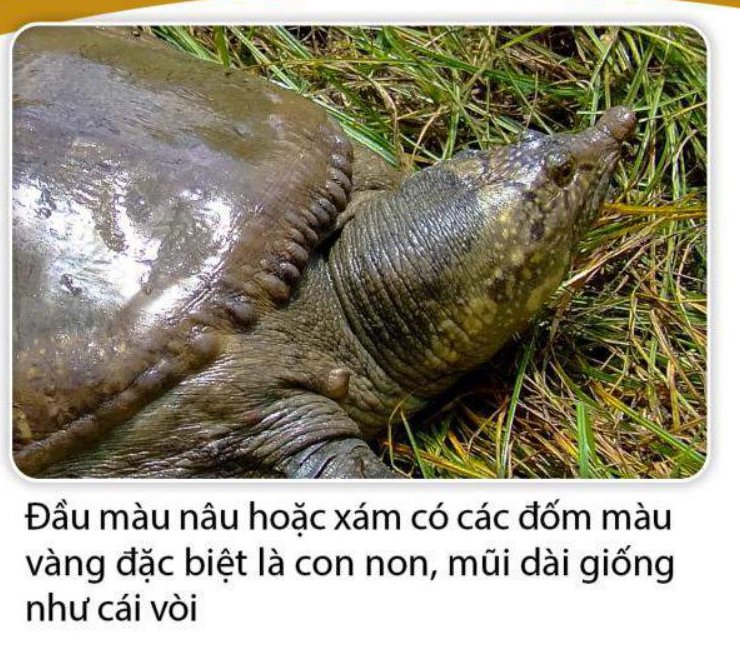 Đầu màu nâu hoặc xám có các đốm màu
vàng đặc biệt là con non, mũi dài giống
như cái vòi